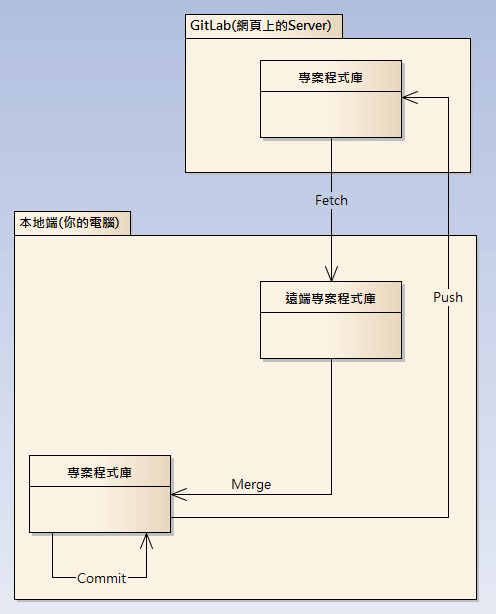 GitLab(網頁上的Server)
專案程式庫
Fetch
本地端(你的電腦)
遠端專案程式庫
Push
專案程式庫
Merge
Commit